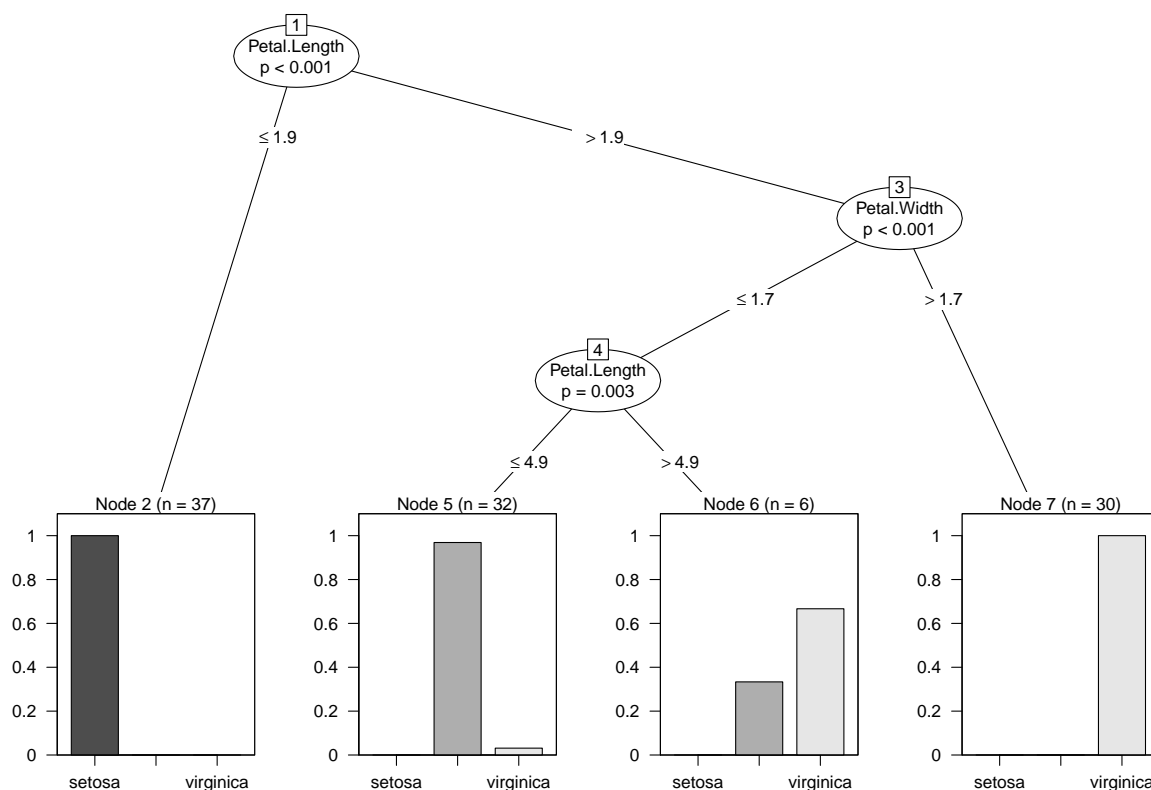 1
Petal.Length
p < 0.001
≤ 1.9
> 1.9
3
Petal.Width
p < 0.001
≤ 1.7
> 1.7
4
Petal.Length
p = 0.003
≤ 4.9
> 4.9
Node 2 (n = 37)
1
0.8
0.6
0.4
0.2
0
setosa
virginica
Node 5 (n = 32)
1
0.8
0.6
0.4
0.2
0
setosa
virginica
Node 6 (n = 6)
1
0.8
0.6
0.4
0.2
0
setosa
virginica
Node 7 (n = 30)
1
0.8
0.6
0.4
0.2
0
setosa
virginica